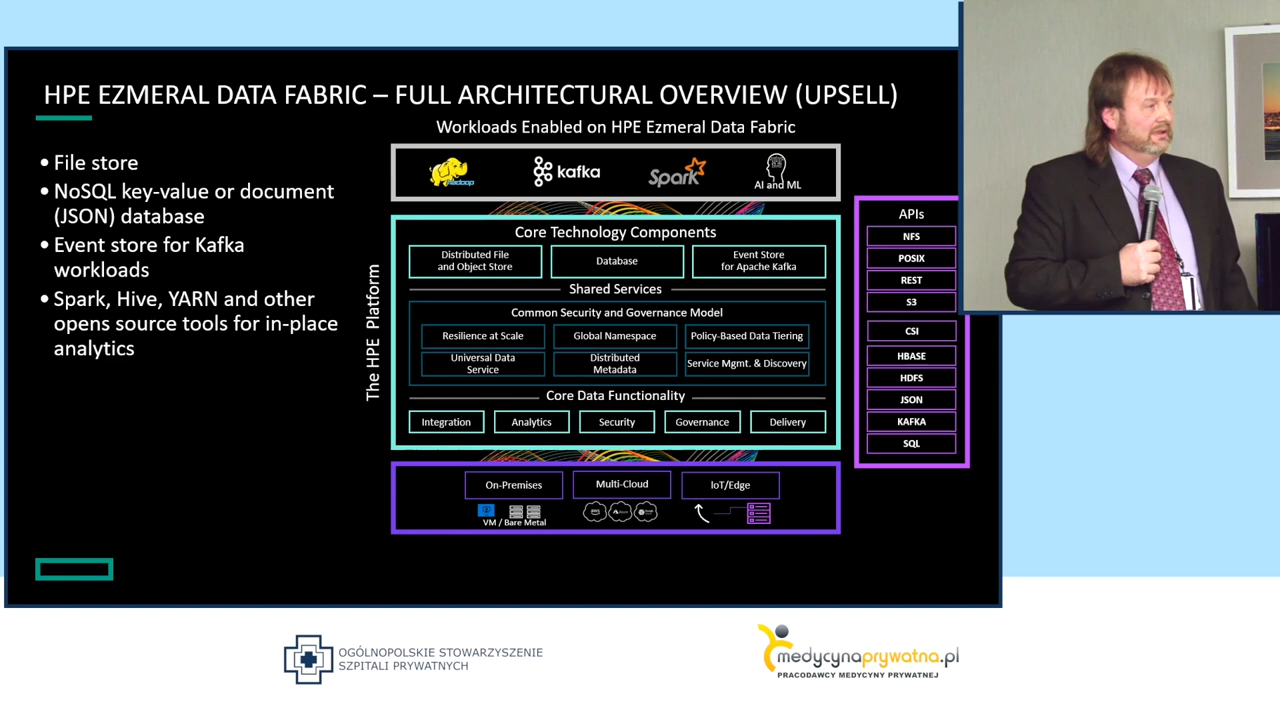 HPE EZMERAL DATA FABRIC – FULL ARCHITECTURAL OVERVIEW (UPSELL)
• File store
• NoSQL key-value or document
(JSON) database
• Event store for Kafka
workloads
• Spark, Hive, YARN and other
opens source tools for in-place
analytics
Workloads Enabled on HPE Ezmeral Data Fabric
hadoop
kafka
Spark
AI and ML
The HPE Platform
Core Technology Components
Distributed File
and Object Store
Database
Event Store
for Apache Kafka
Shared Services
Common Security and Governance Model
Resilience at Scale
Global Namespace
Policy-Based Data Tiering
Universal Data
Service
Distributed
Metadata
Service Mgmt. & Discovery
Core Data Functionality
Integration
Analytics
Security
Governance
Delivery
On-Premises
Multi-Cloud
IoT/Edge
VM / Bare Metal
aws
APIs
NFS
POSIX
REST
S3
CSI
HBASE
HDFS
JSON
KAFKA
SQL
OGÓLNOPOLSKIE STOWARZYSZENIE
SZPITALI PRYWATNYCH
medycynaprywatna.pl
PRACODAWCY MEDYCYNY PRYWATNEJ